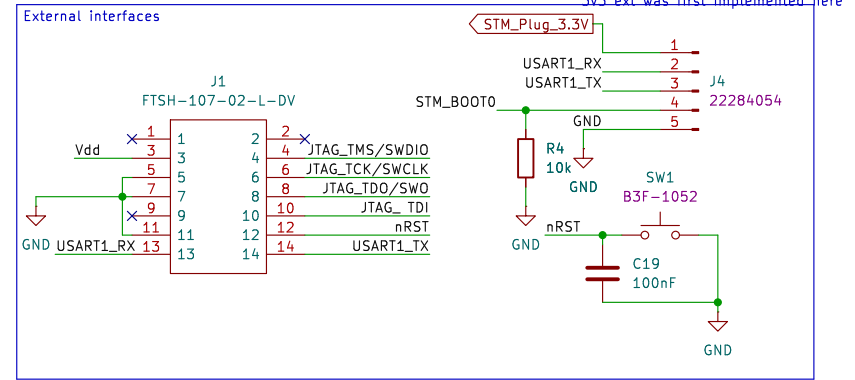 3V3 ext was first implemented here
External interfaces
STM_Plug_3.3V
1
USART1_RX 2
USART1_TX 3 J4
STM_BOOT0 4 22284054
GND 5
R4
10k
GND
GND
J1
FTSH-107-02-L-DV
1 1 2 2
Vdd 3 3 4 4 JTAG_TMS/SWDIO
5 5 6 6 JTAG_TCK/SWCLK
7 7 8 8 JTAG_TDO/SWO
9 9 10 10 JTAG_ TDI
11 11 12 12 nRST
GND USART1_RX 13 13 14 14 USART1_TX
SW1
B3F-1052
nRST
C19
100nF
GND